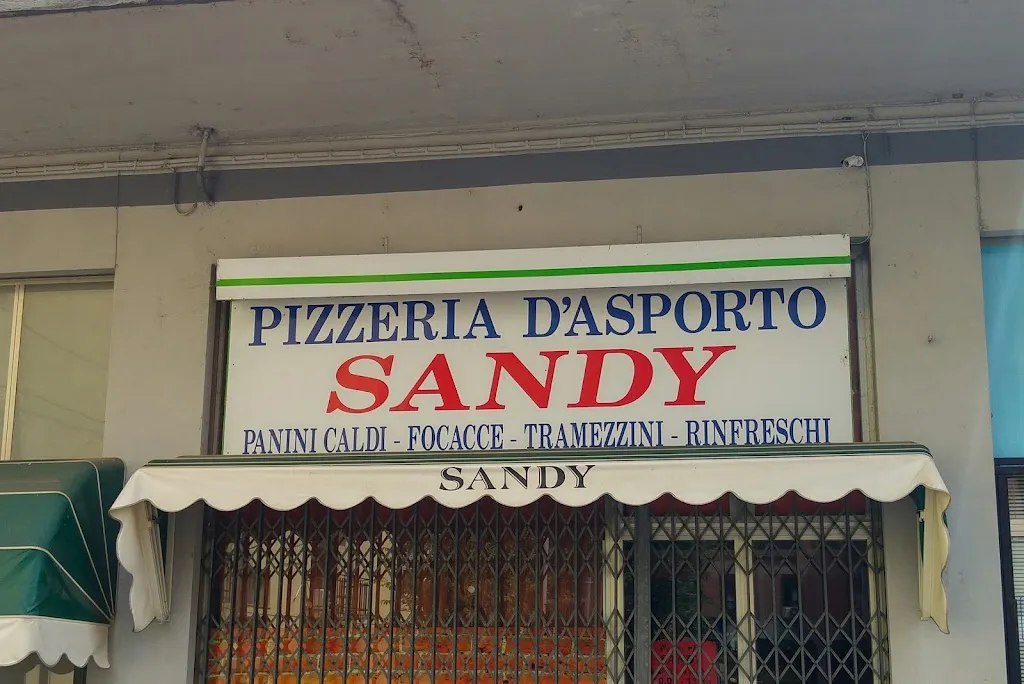 PIZZERIA D'ASPORTO
SANDY
PANINI CALDI - FOCACCE - TRAMEZZINI - RINFRESCHI
SANDY